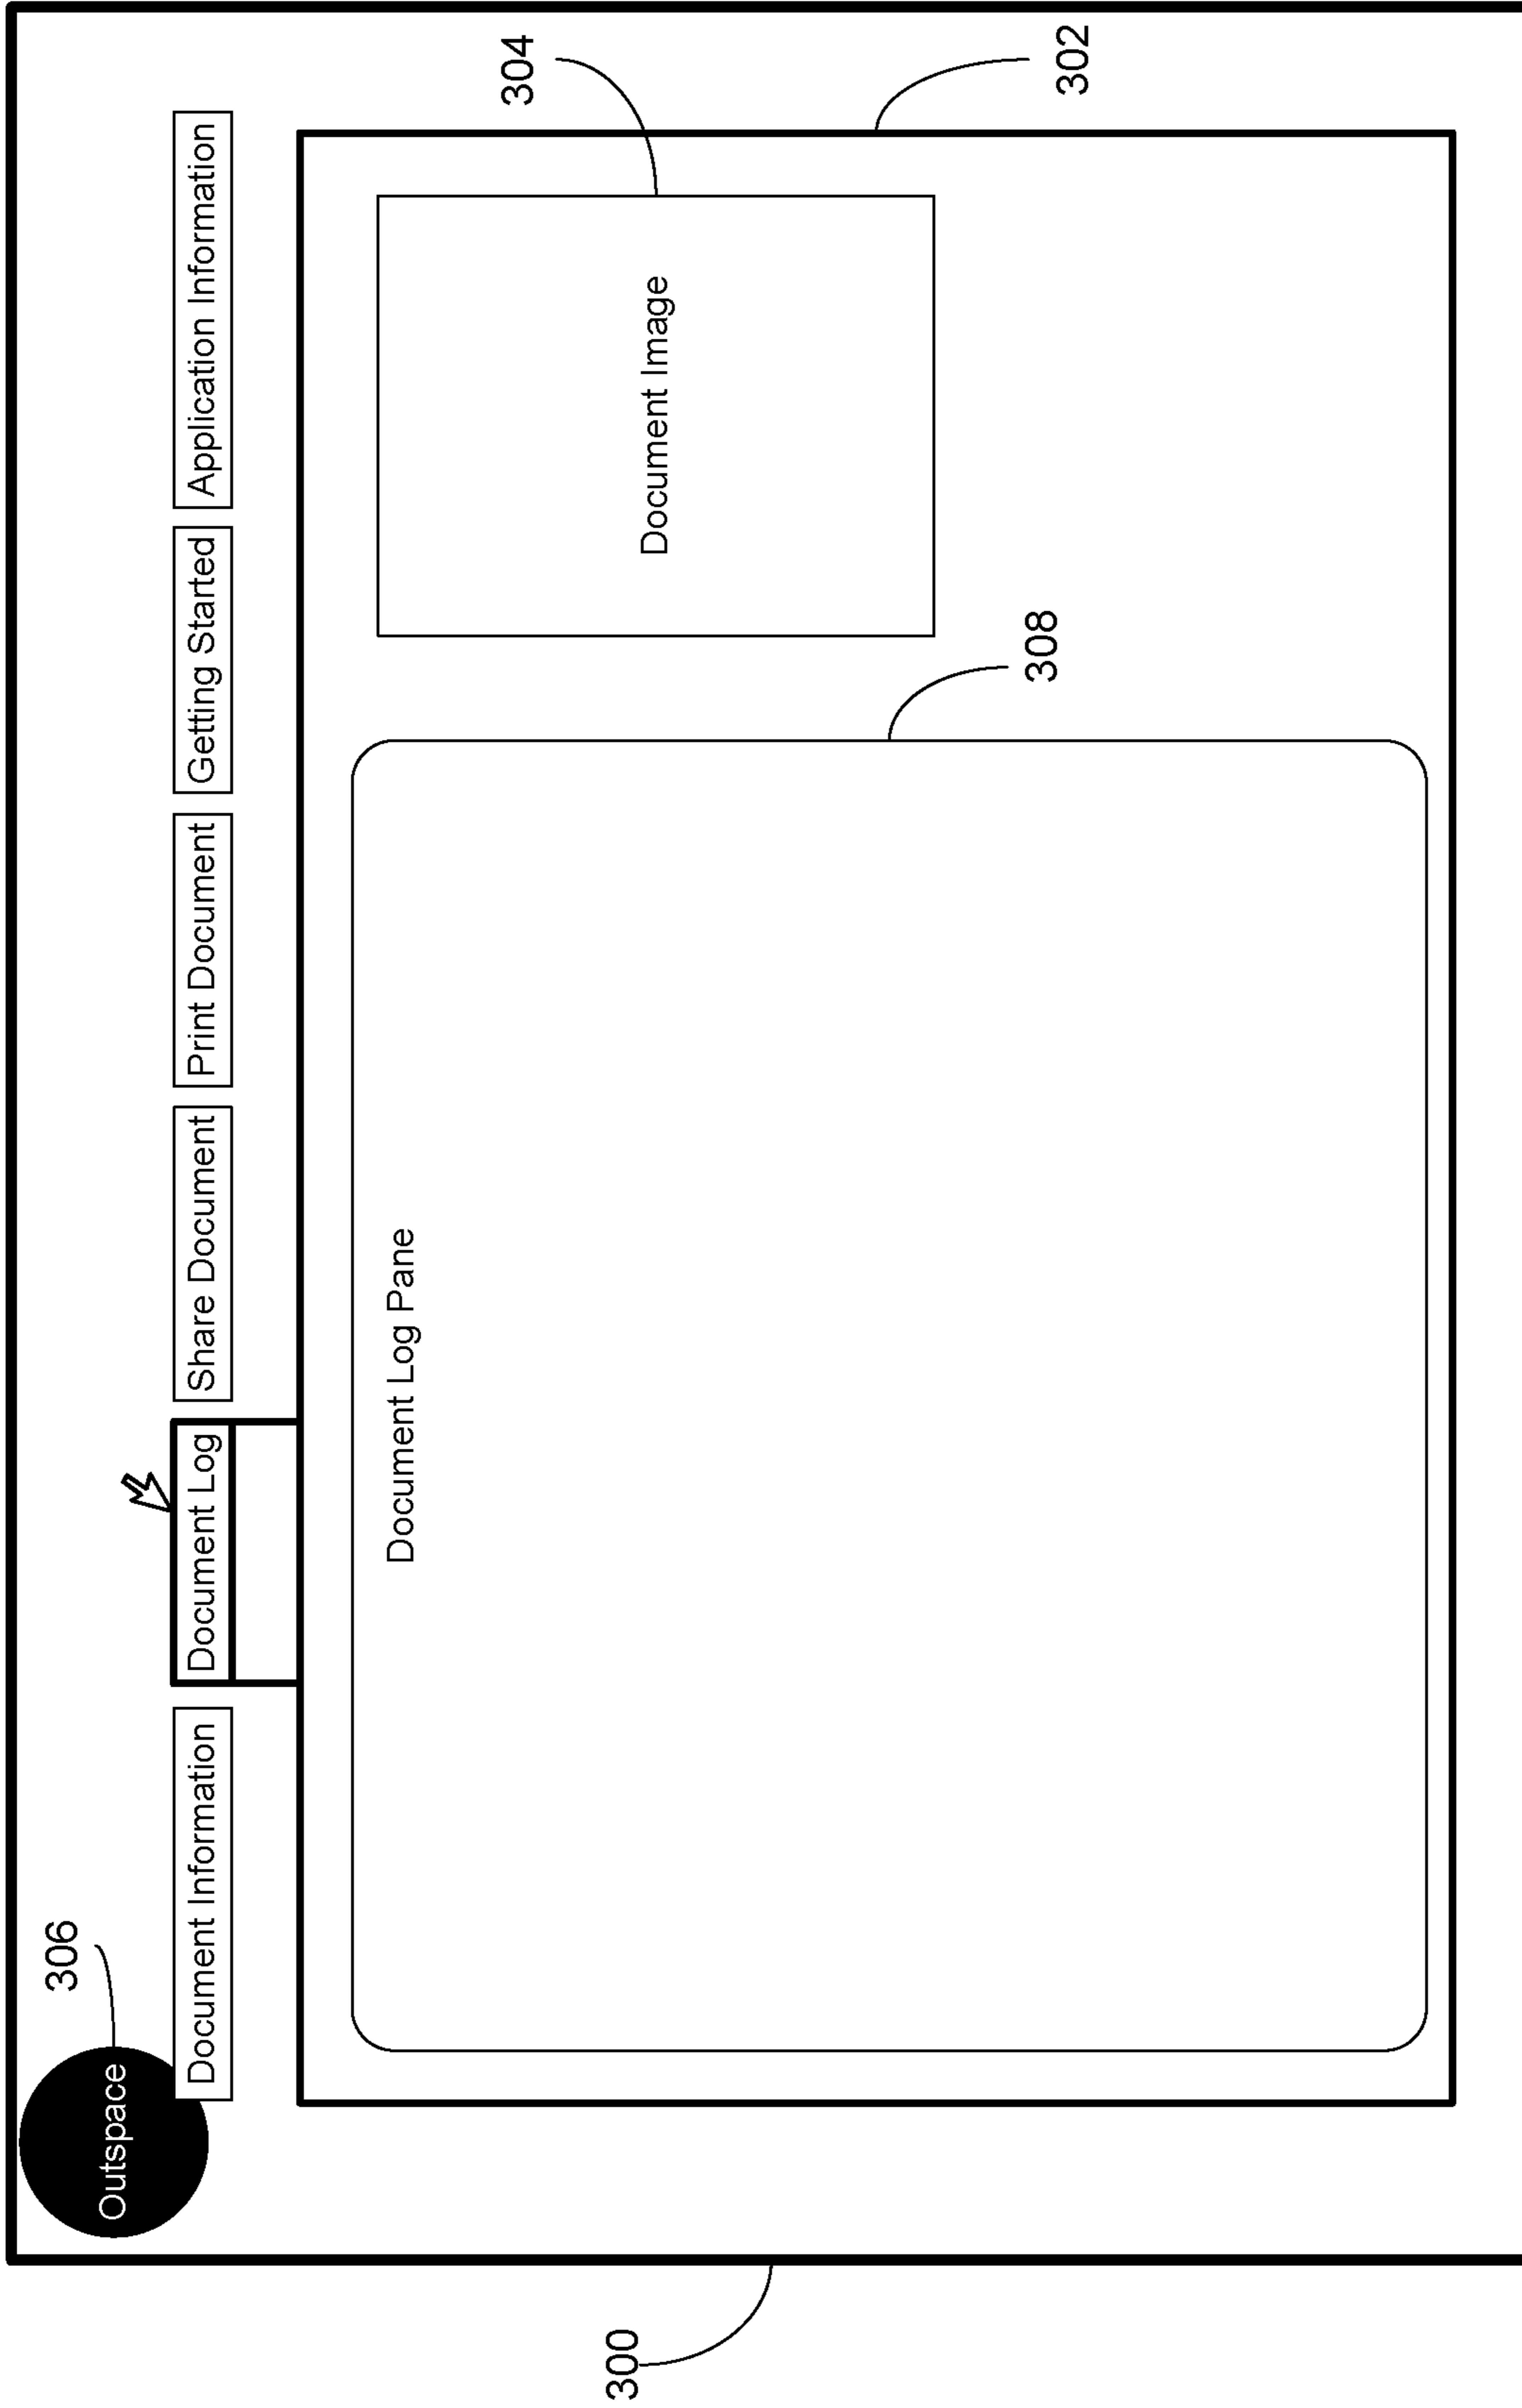 306
Outspace
Document Information
Document Log
Share Document
Print Document
Getting Started
Application Information
304
Document Log Pane
Document Image
300
308
302